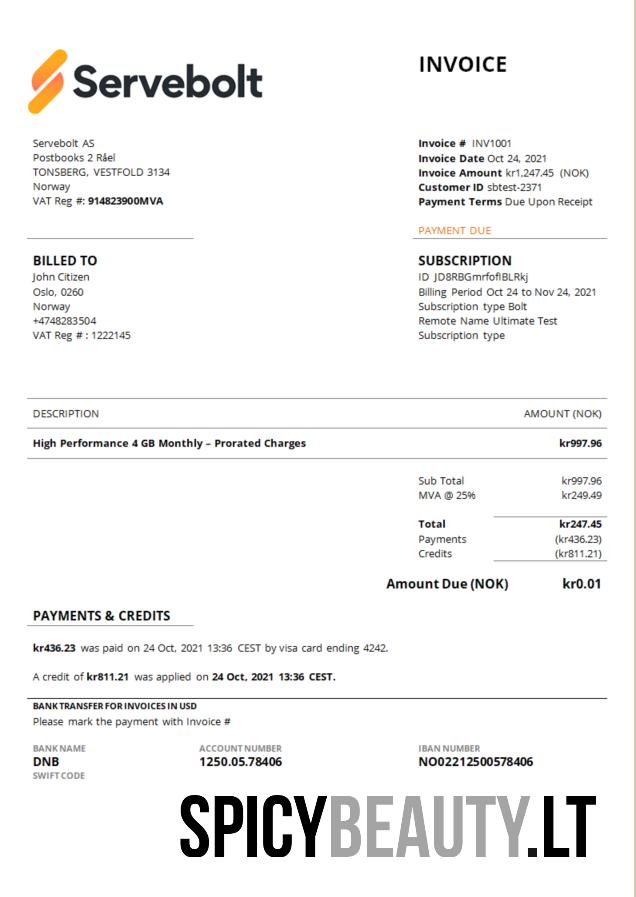 Servebolt
INVOICE
Servebolt AS
Postbooks 2 Råel
TONSBERG, VESTFOLD 3134
Norway
VAT Reg #: 914823900MVA
Invoice # INV1001
Invoice Date Oct 24, 2021
Invoice Amount kr1,247.45 (NOK)
Customer ID sbtest-2371
Payment Terms Due Upon Receipt
PAYMENT DUE
BILLED TO
John Citizen
Oslo, 0260
Norway
+4748283504
VAT Reg # : 1222145
SUBSCRIPTION
ID JD8RBGmrfofIBLRkj
Billing Period Oct 24 to Nov 24, 2021
Subscription type Bolt
Remote Name Ultimate Test
Subscription type
DESCRIPTION AMOUNT (NOK)
High Performance 4 GB Monthly – Prorated Charges kr997.96
Sub Total kr997.96
MVA @ 25% kr249.49
Total kr247.45
Payments (kr436.23)
Credits (kr811.21)
Amount Due (NOK) kr0.01
PAYMENTS & CREDITS
kr436.23 was paid on 24 Oct, 2021 13:36 CEST by visa card ending 4242.
A credit of kr811.21 was applied on 24 Oct, 2021 13:36 CEST.
BANK TRANSFER FOR INVOICES IN USD
Please mark the payment with Invoice #
BANK NAME ACCOUNT NUMBER IBAN NUMBER
DNB 1250.05.78406 NO02212500578406
SWIFT CODE
SPICYBEAUTY.LT